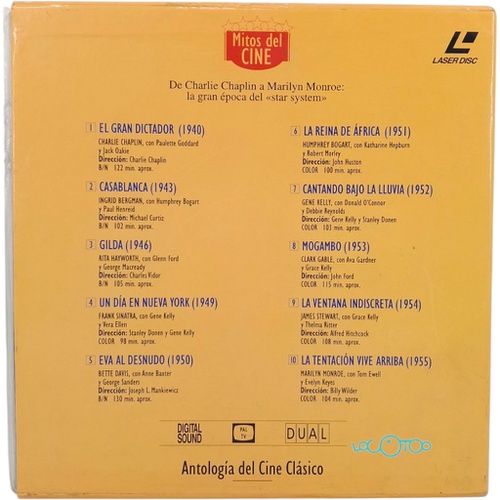 Mitos del
CINE
LASER DISC
De Charlie Chaplin a Marilyn Monroe:
la gran época del «star system»
1 EL GRAN DICTADOR (1940)
CHARLIE CHAPLIN, con Paulette Goddard
y Jack Oakie
Dirección: Charlie Chaplin
B/N 122 min. aprox.
2 CASABLANCA (1943)
INGRID BERGMAN, con Humphrey Bogart
y Paul Henreid
Dirección: Michael Curtiz
B/N 102 min. aprox.
3 GILDA (1946)
RITA HAYWORTH, con Glenn Ford
y George Macready
Dirección: Charles Vidor
B/N 105 min. aprox.
4 UN DÍA EN NUEVA YORK (1949)
FRANK SINATRA, con Gene Kelly
y Vera Ellen
Dirección: Stanley Donen y Gene Kelly
COLOR 98 min. aprox.
5 EVA AL DESNUDO (1950)
BETTE DAVIS, con Anne Baxter
y George Sanders
Dirección: Joseph L. Mankiewicz
B/N 130 min. aprox.
6 LA REINA DE ÁFRICA (1951)
HUMPHREY BOGART, con Katharine Hepburn
y Robert Morley
Dirección: John Huston
COLOR 100 min. aprox.
7 CANTANDO BAJO LA LLUVIA (1952)
GENE KELLY, con Donald O'Connor
y Debbie Reynolds
Dirección: Gene Kelly y Stanley Donen
COLOR 103 min. aprox.
8 MOGAMBO (1953)
CLARK GABLE, con Ava Gardner
y Grace Kelly
Dirección: John Ford
COLOR 115 min. aprox.
9 LA VENTANA INDISCRETA (1954)
JAMES STEWART, con Grace Kelly
y Thelma Ritter
Dirección: Alfred Hitchcock
COLOR 108 min. aprox.
10 LA TENTACIÓN VIVE ARRIBA (1955)
MARILYN MONROE, con Tom Ewell
y Evelyn Keyes
Dirección: Billy Wilder
COLOR 104 min. aprox.
DIGITAL
SOUND
PAL
TV
DUAL
Antología del Cine Clásico